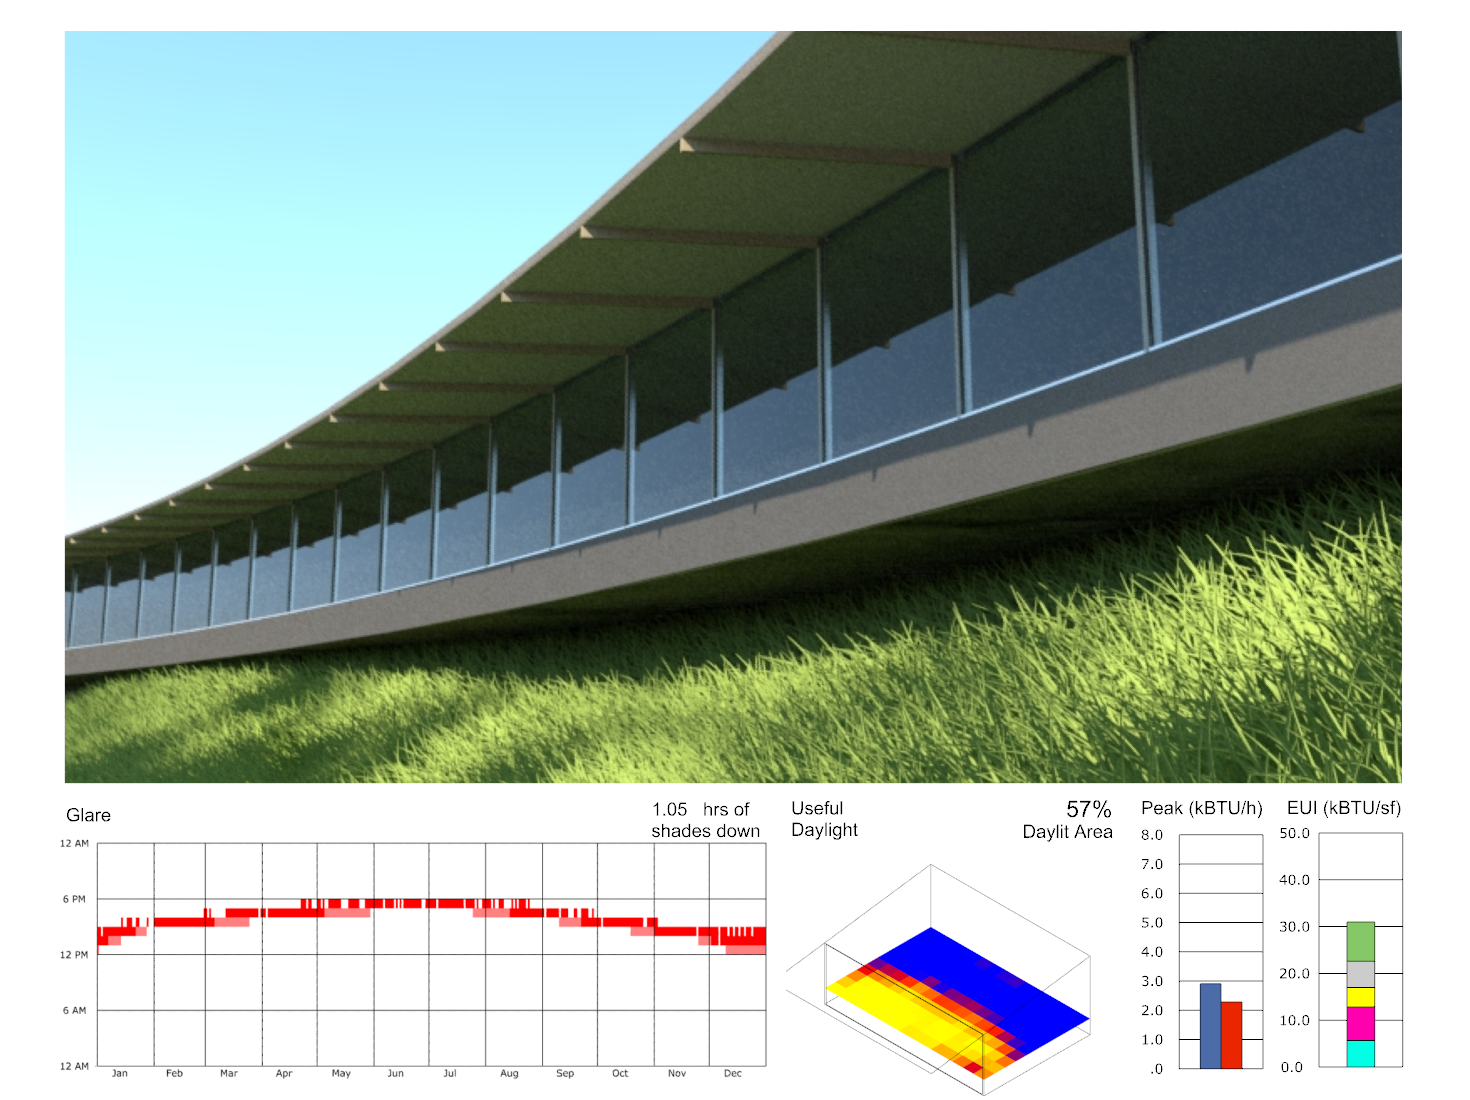 Glare
1.05 hrs of
shades down
12 AM
6 PM
12 PM
6 AM
12 AM
Jan Feb Mar Apr May Jun Jul Aug Sep Oct Nov Dec
Useful
Daylight
57%
Daylit Area
Peak (kBTU/h)
8.0
7.0
6.0
5.0
4.0
3.0
2.0
1.0
.0
EUI (kBTU/sf)
50.0
40.0
30.0
20.0
10.0
0.0